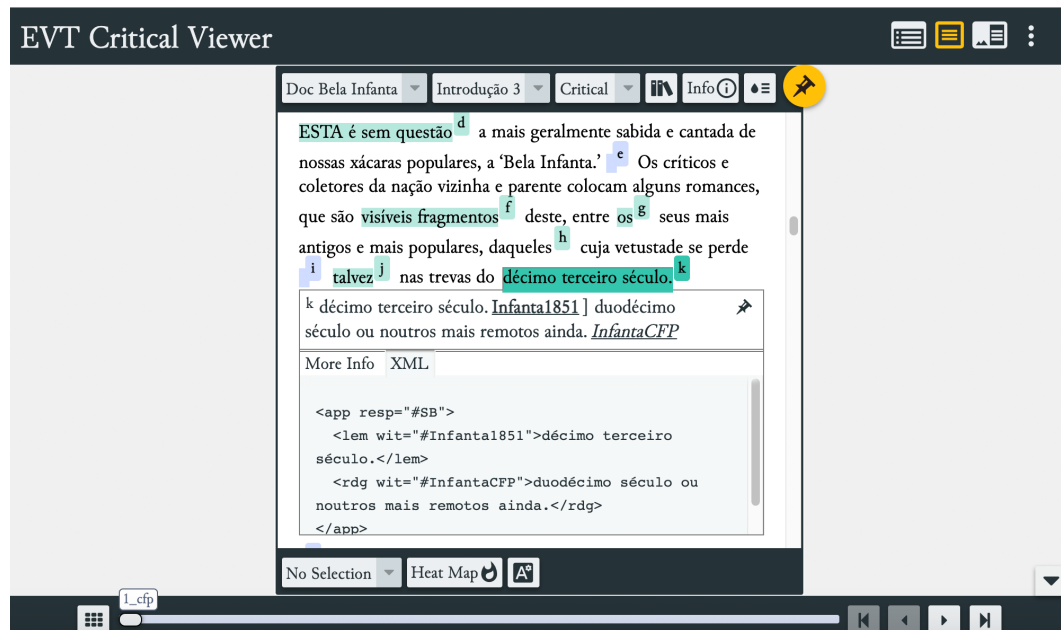 EVT Critical Viewer
Doc Bela Infanta Introdução 3 Critical Info
ESTA é sem questão d a mais geralmente sabida e cantada de
nossas xácaras populares, a ‘Bela Infanta.’ e Os críticos e
coletores da nação vizinha e parente colocam alguns romances,
que são visíveis fragmentos f deste, entre os g seus mais
antigos e mais populares, daqueles h cuja vetustade se perde
i talvez j nas trevas do décimo terceiro século. k
k décimo terceiro século. Infanta1851 ] duodécimo
século ou noutros mais remotos ainda. InfantaCFP
More Info XML
<app resp="#SB">
<lem wit="#Infanta1851">décimo terceiro
século.</lem>
<rdg wit="#InfantaCFP">duodécimo século ou
noutros mais remotos ainda.</rdg>
</app>
No Selection Heat Map A
1_cfp